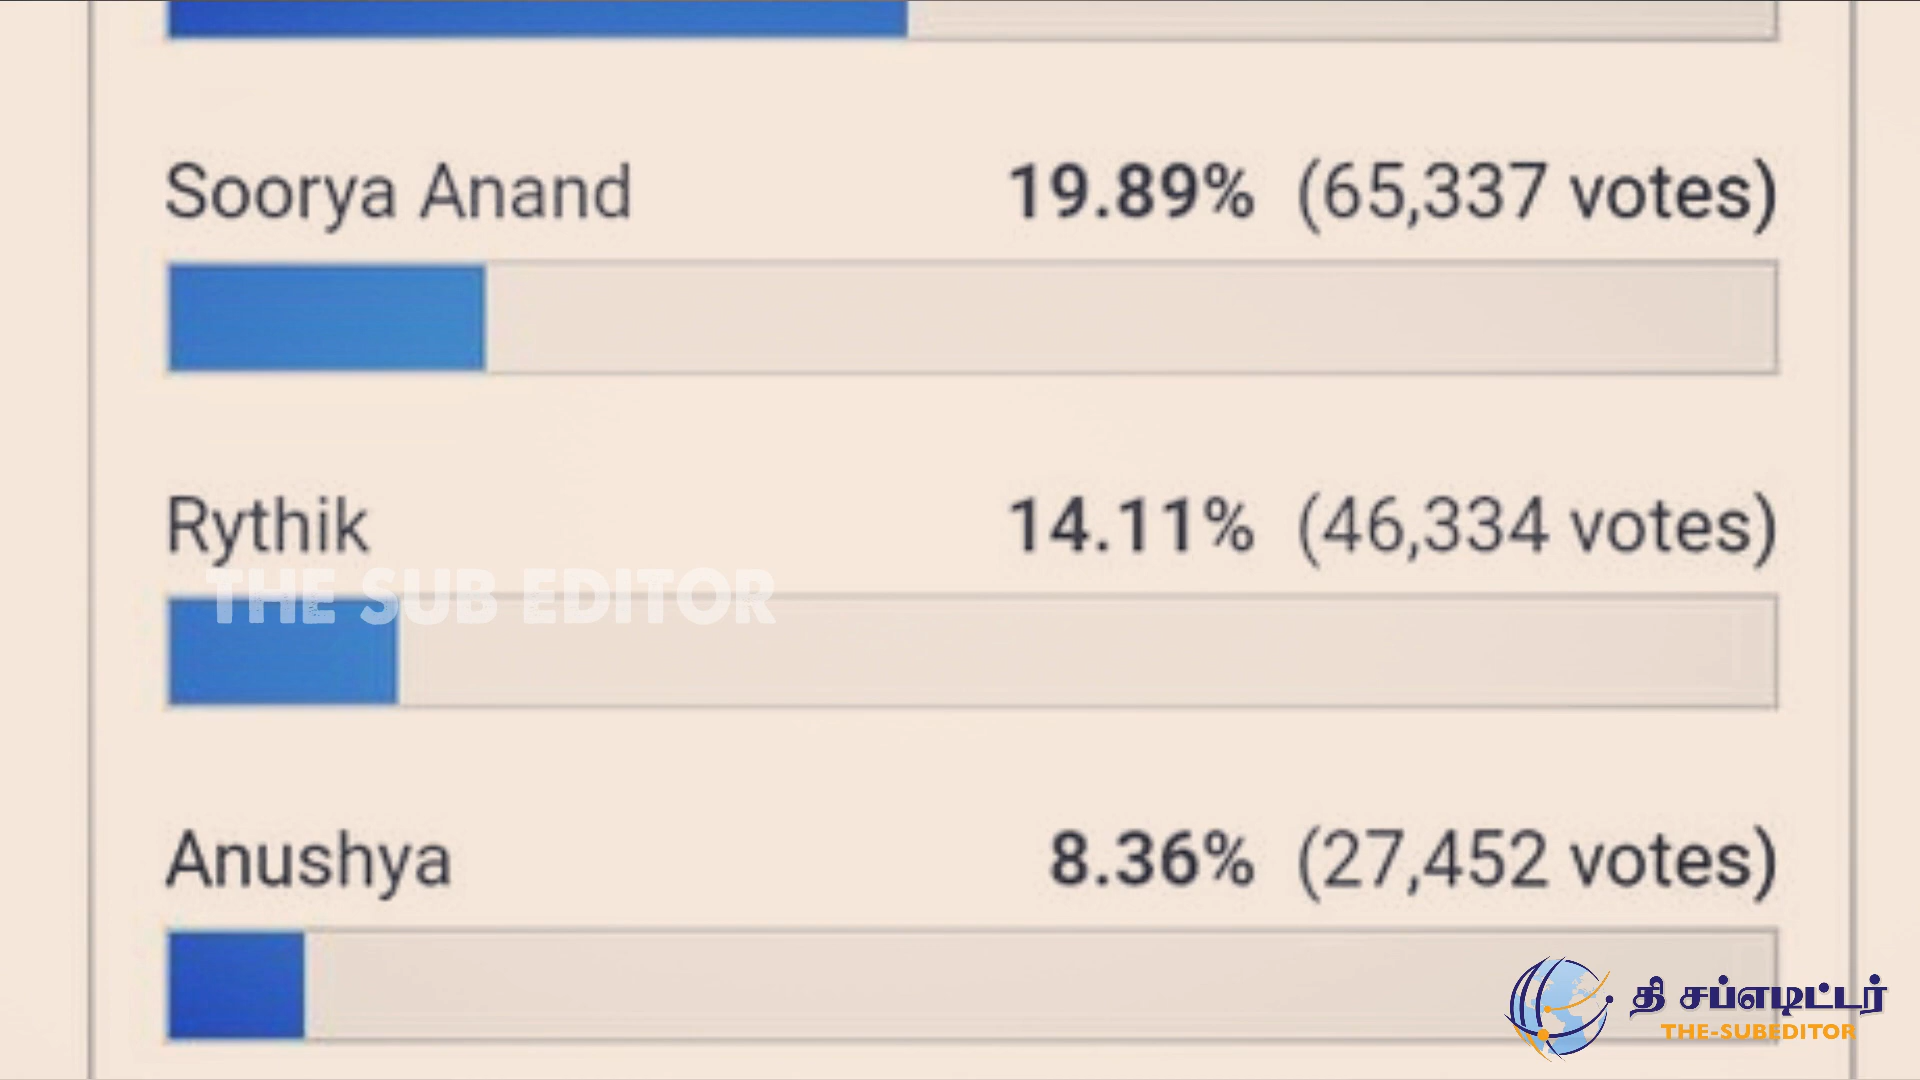 Soorya Anand 19.89% (65,337 votes)
Rythik 14.11% (46,334 votes)
THE SUB EDITOR
Anushya 8.36% (27,452 votes)
தி சப்எடிட்டர்
THE-SUBEDITOR